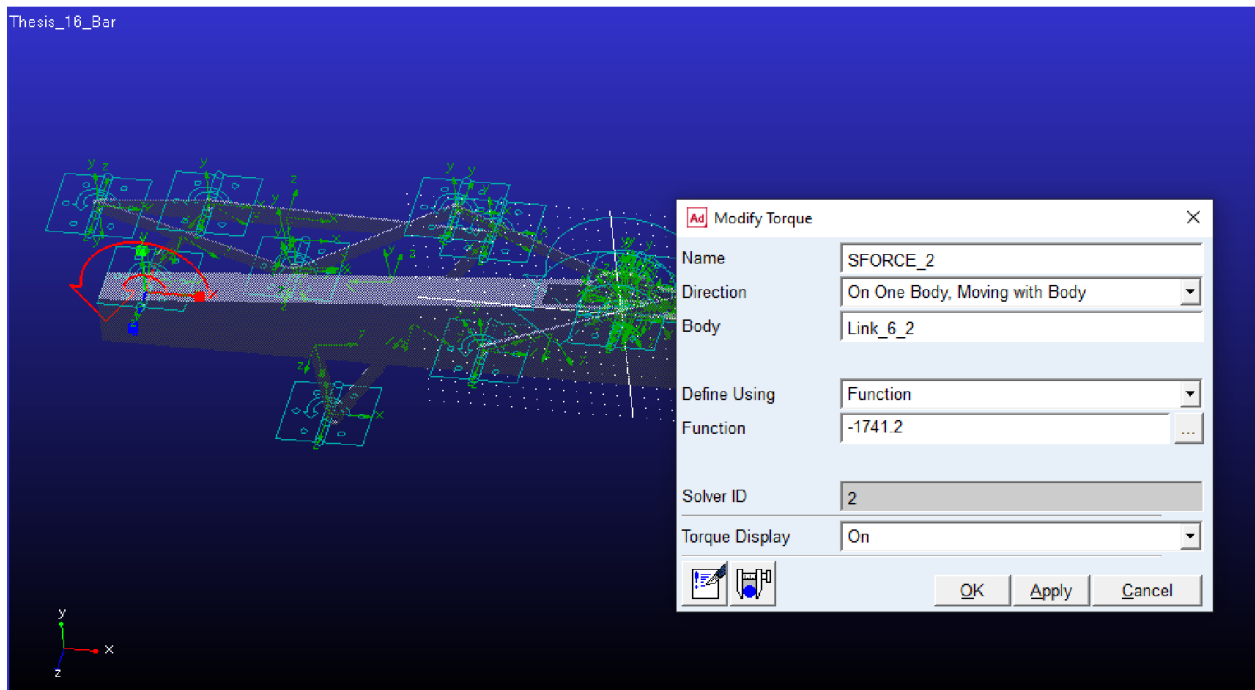 Thesis_16_Bar
Ad Modify Torque
Name SFORCE_2
Direction On One Body, Moving with Body
Body Link_6_2
Define Using Function
Function -1741.2 ...
Solver ID 2
Torque Display On
OK Apply Cancel
y
x
z